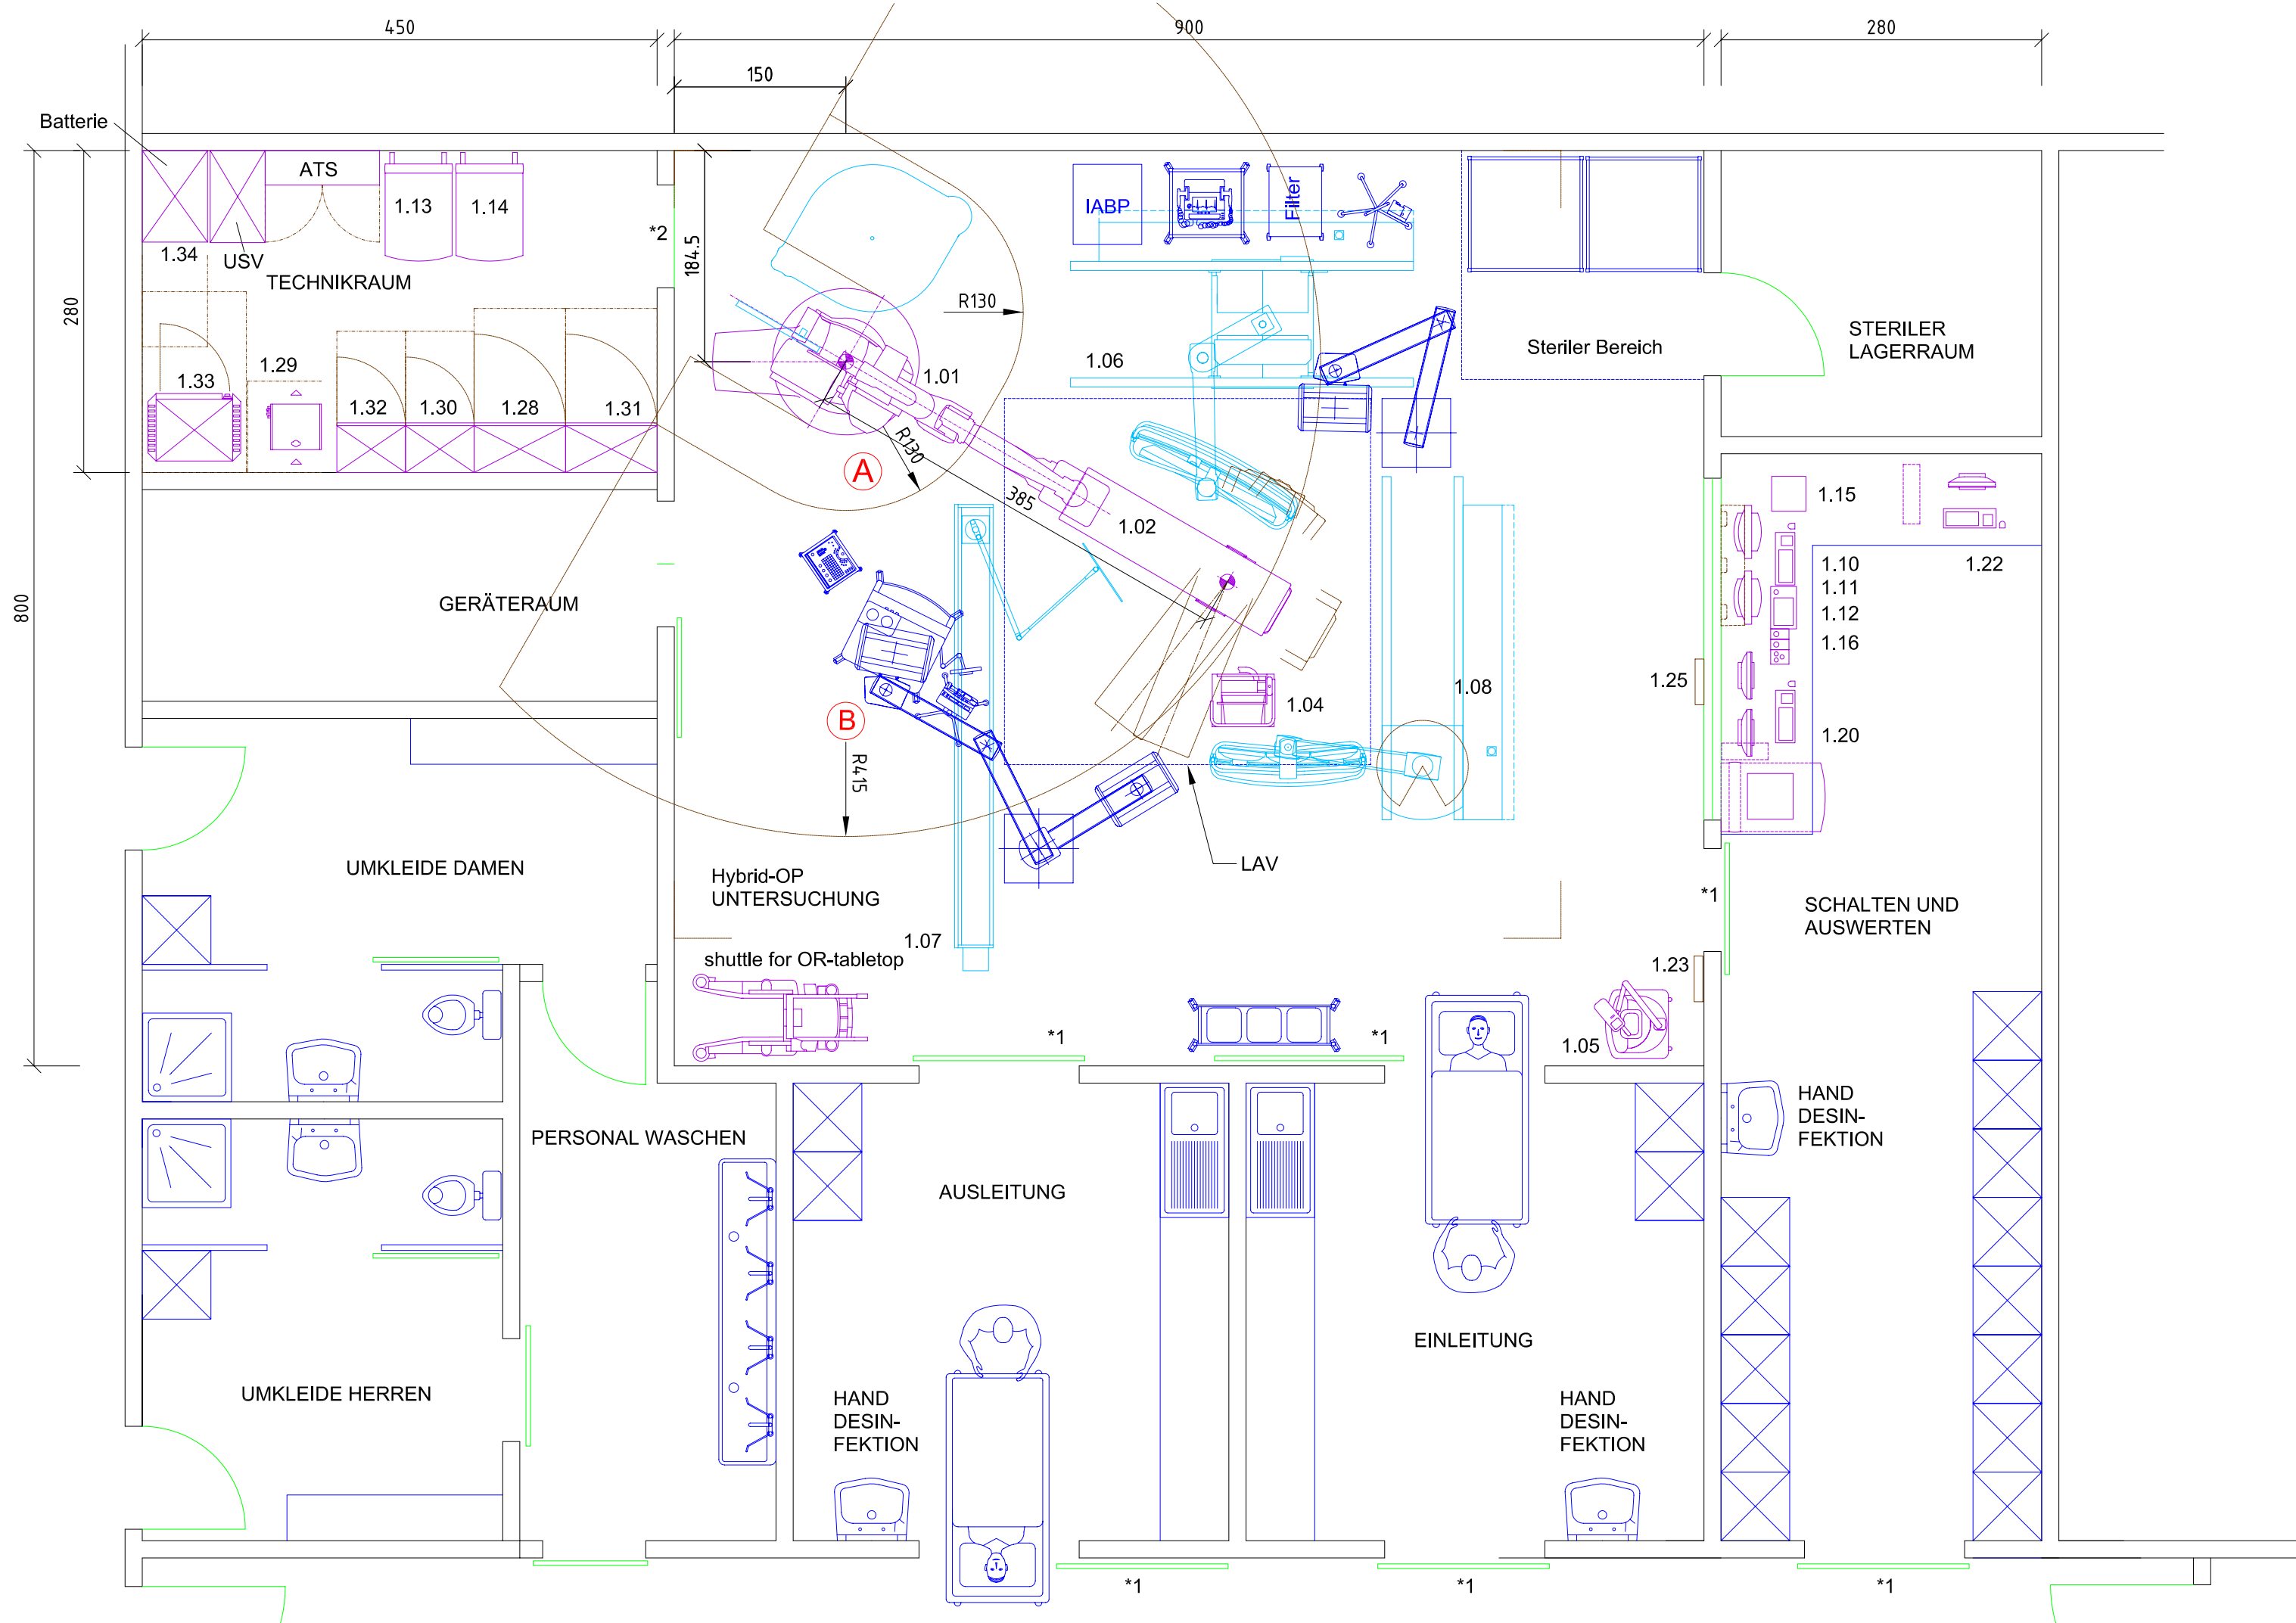 450
900
280
150
Batterie
ATS
1.13
1.14
IABP
Filter
*2
184.5
1.34
USV
TECHNIKRAUM
280
R130
STERILER
LAGERRAUM
Steriler Bereich
1.06
1.29
1.33
1.01
1.32
1.30
1.28
1.31
R130
A
385
1.02
1.15
1.10
1.22
1.11
1.12
1.16
800
GERÄTERAUM
1.25
1.08
1.04
B
1.20
R415
LAV
UMKLEIDE DAMEN
Hybrid-OP
UNTERSUCHUNG
*1
SCHALTEN UND
AUSWERTEN
1.07
shuttle for OR-tabletop
1.23
*1
*1
1.05
HAND
DESIN-
FEKTION
PERSONAL WASCHEN
AUSLEITUNG
EINLEITUNG
UMKLEIDE HERREN
HAND
DESIN-
FEKTION
HAND
DESIN-
FEKTION
*1
*1
*1